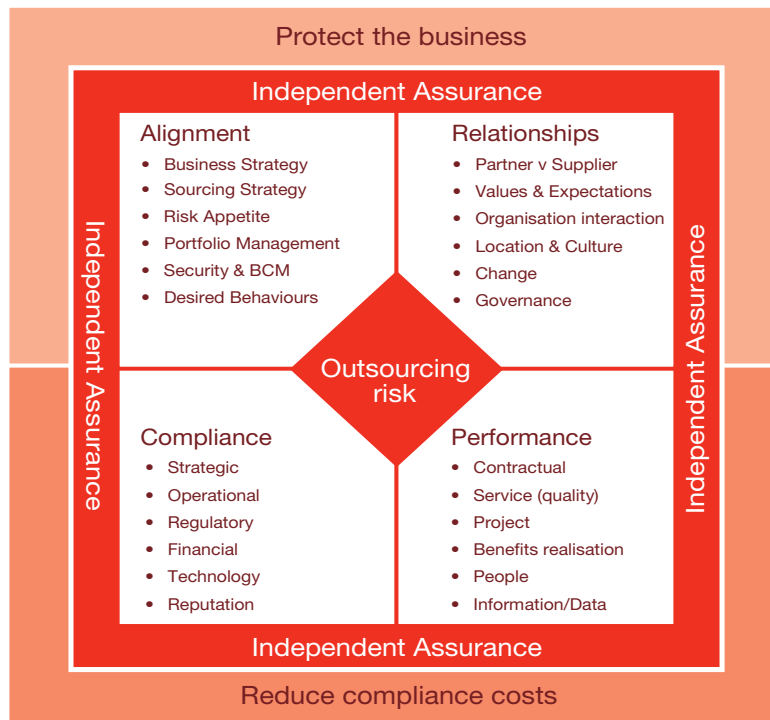 Protect the business
Independent Assurance
Independent Assurance
Alignment
• Business Strategy
• Sourcing Strategy
• Risk Appetite
• Portfolio Management
• Security & BCM
• Desired Behaviours
Relationships
• Partner v Supplier
• Values & Expectations
• Organisation interaction
• Location & Culture
• Change
• Governance
Independent Assurance
Outsourcing
risk
Compliance
• Strategic
• Operational
• Regulatory
• Financial
• Technology
• Reputation
Performance
• Contractual
• Service (quality)
• Project
• Benefits realisation
• People
• Information/Data
Independent Assurance
Reduce compliance costs